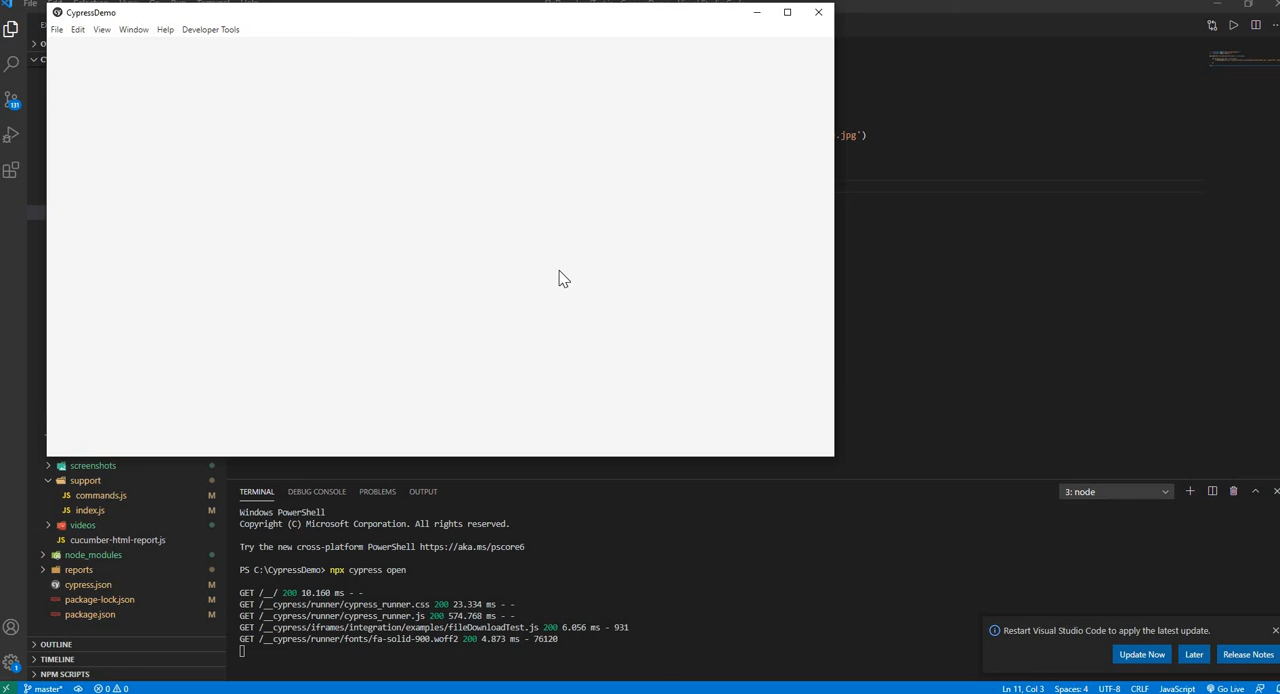 File
CypressDemo
File Edit View Window Help Developer Tools
131
.jpg')
screenshots
support
JS commands.js M
JS index.js M
videos
JS cucumber-html-report.js
node_modules
reports
cypress.json M
package-lock.json M
package.json M
OUTLINE
TIMELINE
NPM SCRIPTS
TERMINAL DEBUG CONSOLE PROBLEMS OUTPUT
3: node
Windows PowerShell
Copyright (C) Microsoft Corporation. All rights reserved.
Try the new cross-platform PowerShell https://aka.ms/pscore6
PS C:\CypressDemo> npx cypress open
GET /__/ 200 10.160 ms - -
GET /__cypress/runner/cypress_runner.css 200 23.334 ms - -
GET /__cypress/runner/cypress_runner.js 200 574.768 ms - -
GET /__cypress/iframes/integration/examples/fileDownloadTest.js 200 6.056 ms - 931
GET /__cypress/runner/fonts/fa-solid-900.woff2 200 4.873 ms - 76120
Restart Visual Studio Code to apply the latest update.
Update Now Later Release Notes
1
master* 0 0 Ln 11, Col 3 Spaces: 4 UTF-8 CRLF JavaScript Go Live